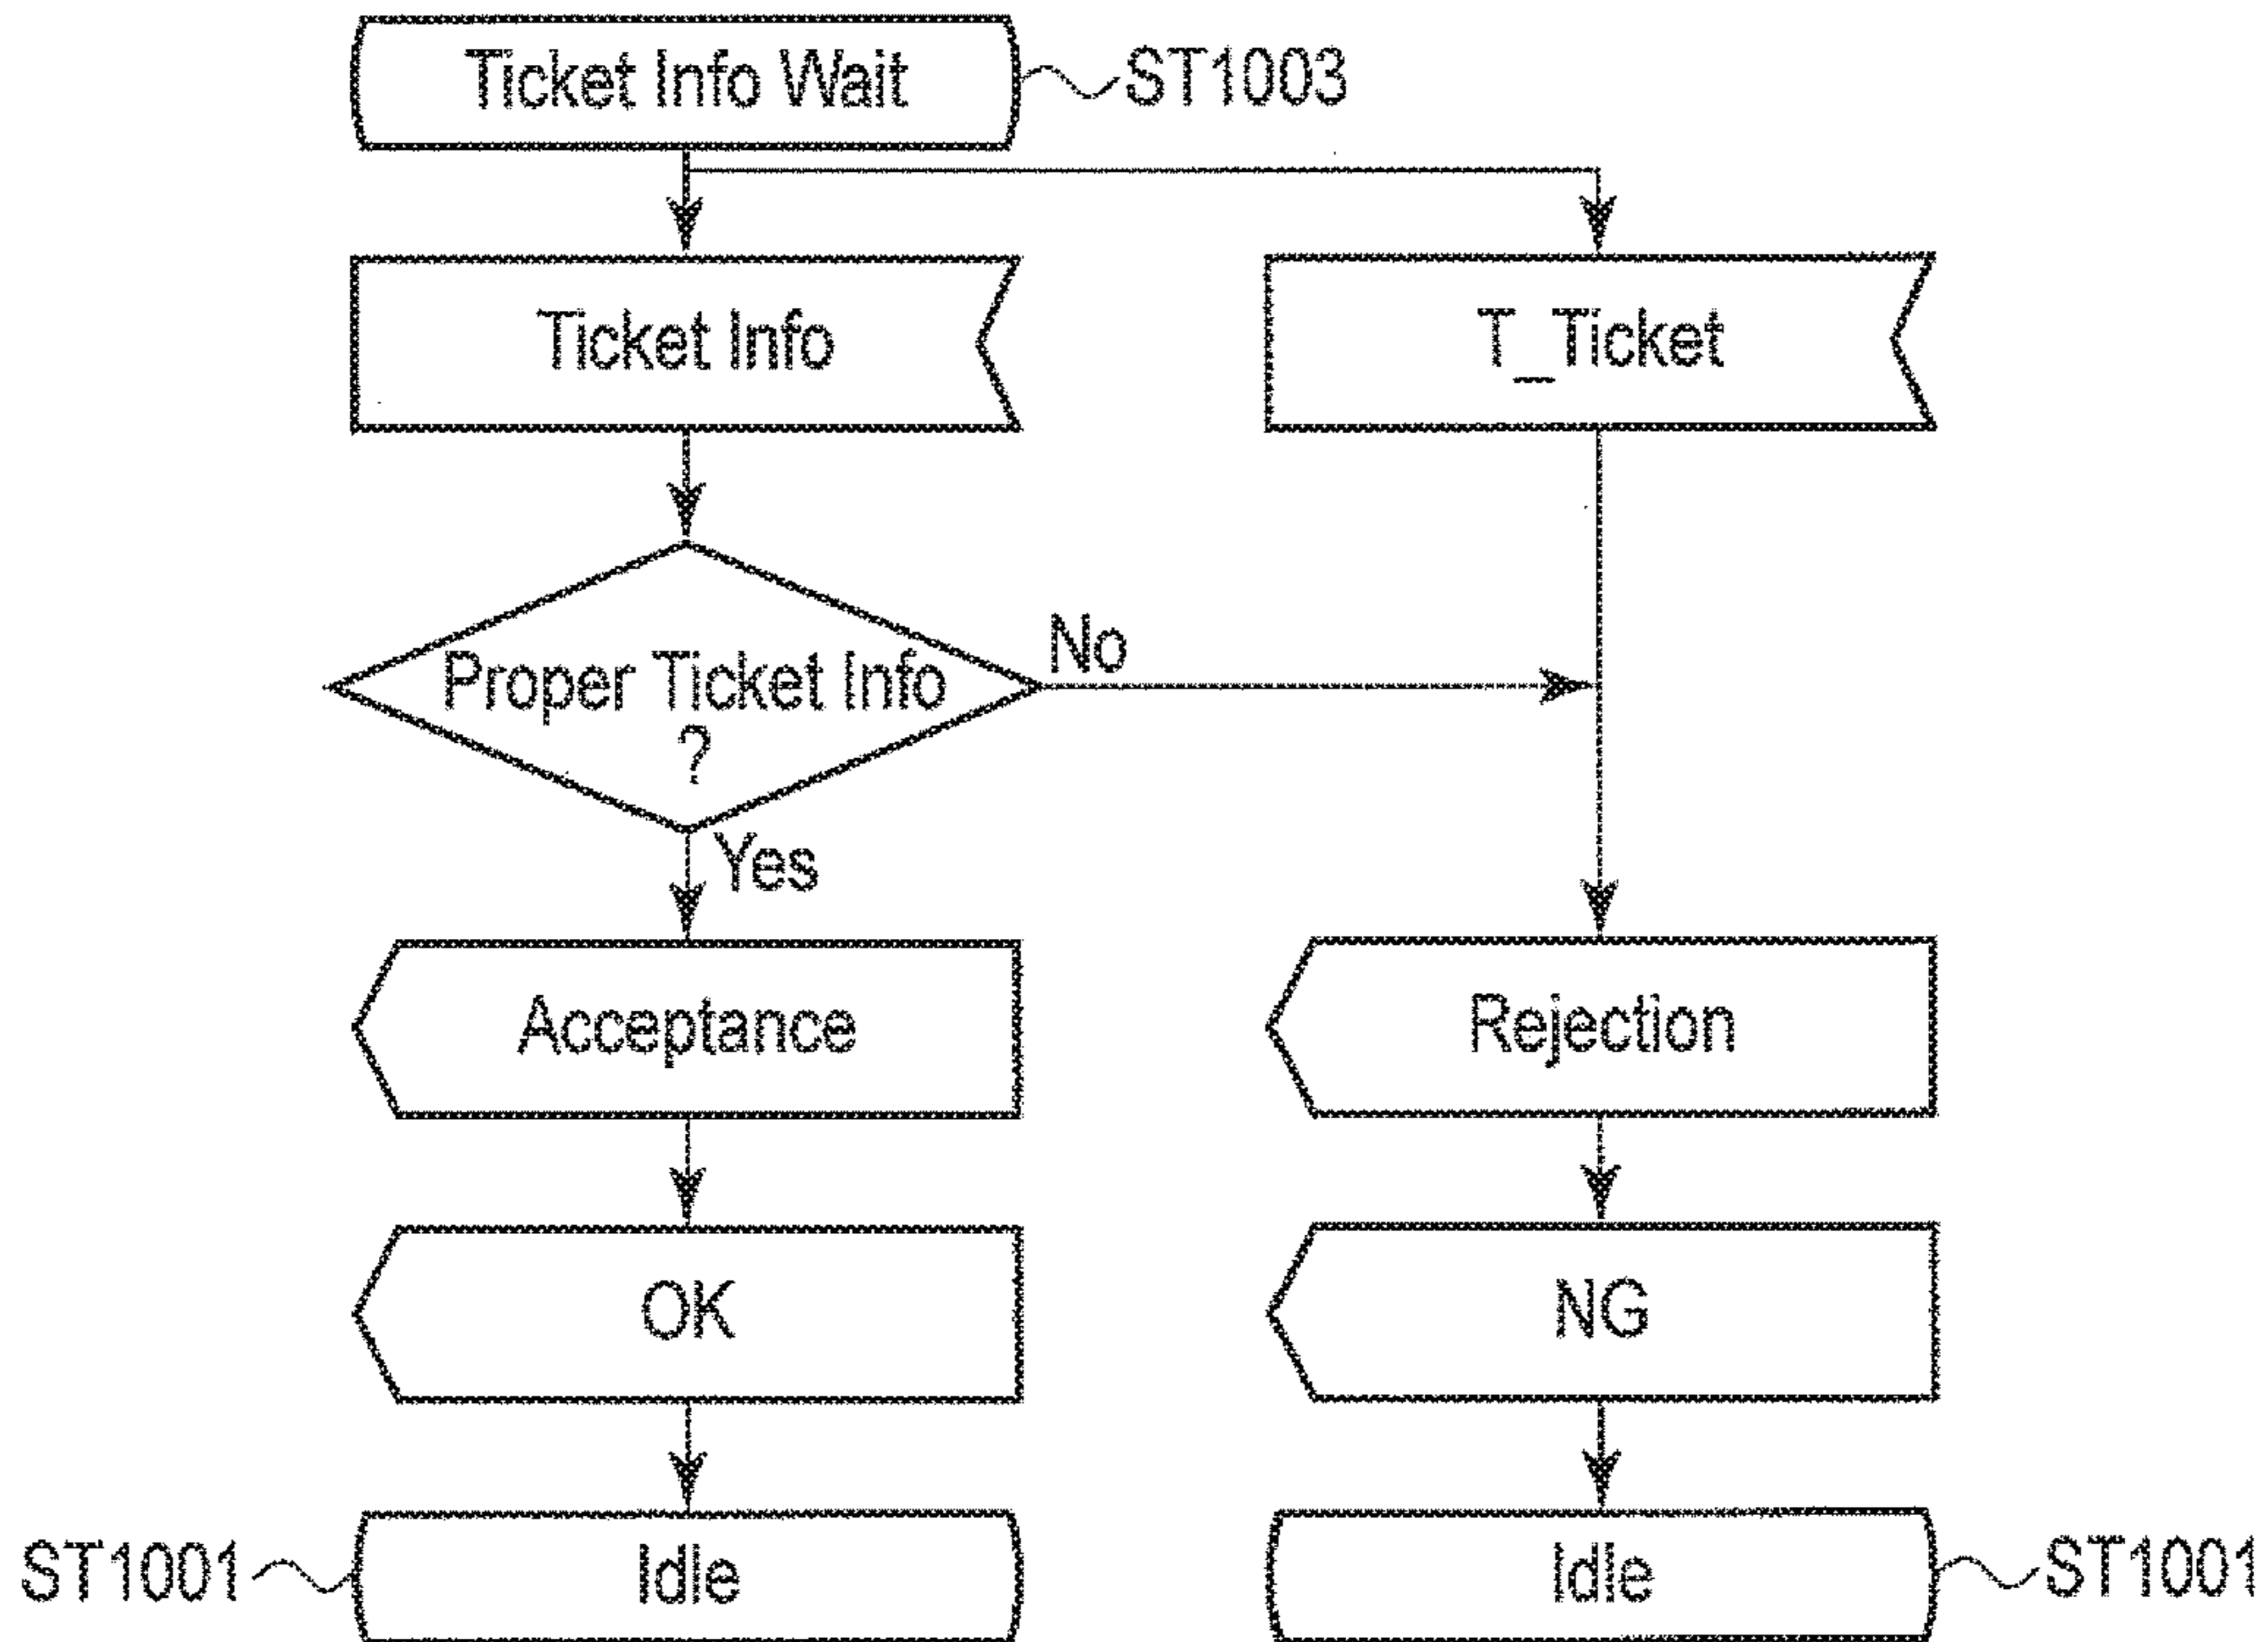 Ticket Info Wait
ST1003
Ticket Info
T_Ticket
Proper Ticket Info
?
No
Yes
Acceptance
Rejection
OK
NG
ST1001
Idle
Idle
ST1001